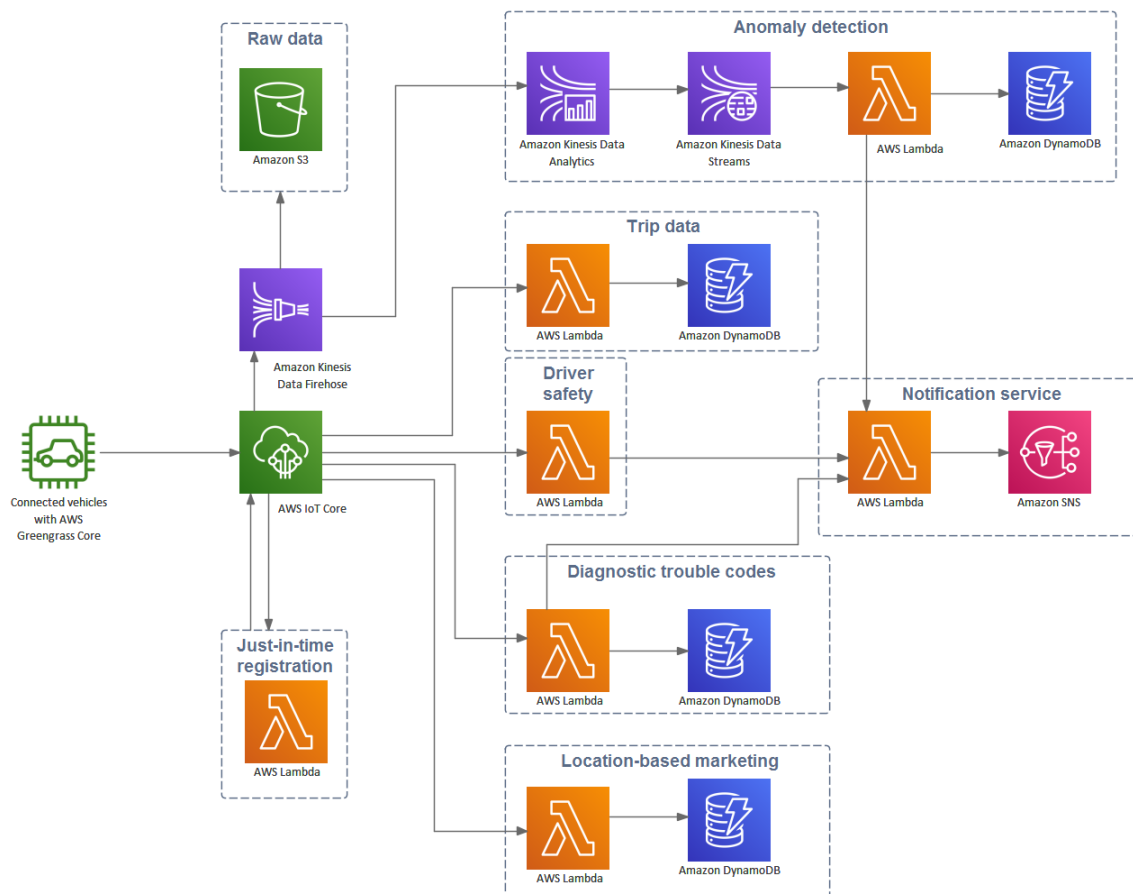 Raw data
Amazon S3
Anomaly detection
Amazon Kinesis Data
Analytics
Amazon Kinesis Data
Streams
AWS Lambda
Amazon DynamoDB
Trip data
AWS Lambda
Amazon DynamoDB
Amazon Kinesis
Data Firehose
Driver
safety
AWS Lambda
Notification service
AWS Lambda
Amazon SNS
Connected vehicles
with AWS
Greengrass Core
AWS IoT Core
Diagnostic trouble codes
AWS Lambda
Amazon DynamoDB
Just-in-time
registration
AWS Lambda
Location-based marketing
AWS Lambda
Amazon DynamoDB